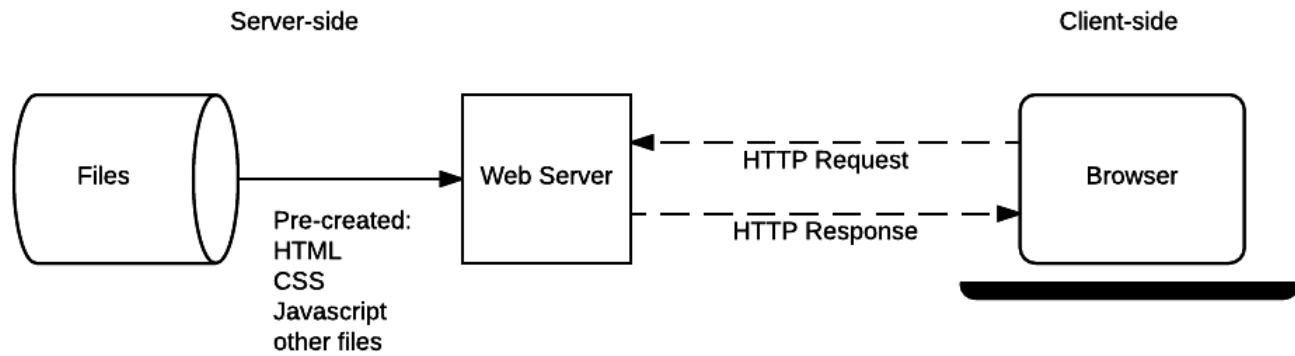 Server-side
Client-side
Files
Web Server
HTTP Request
Browser
HTTP Response
Pre-created:
HTML
CSS
Javascript
other files